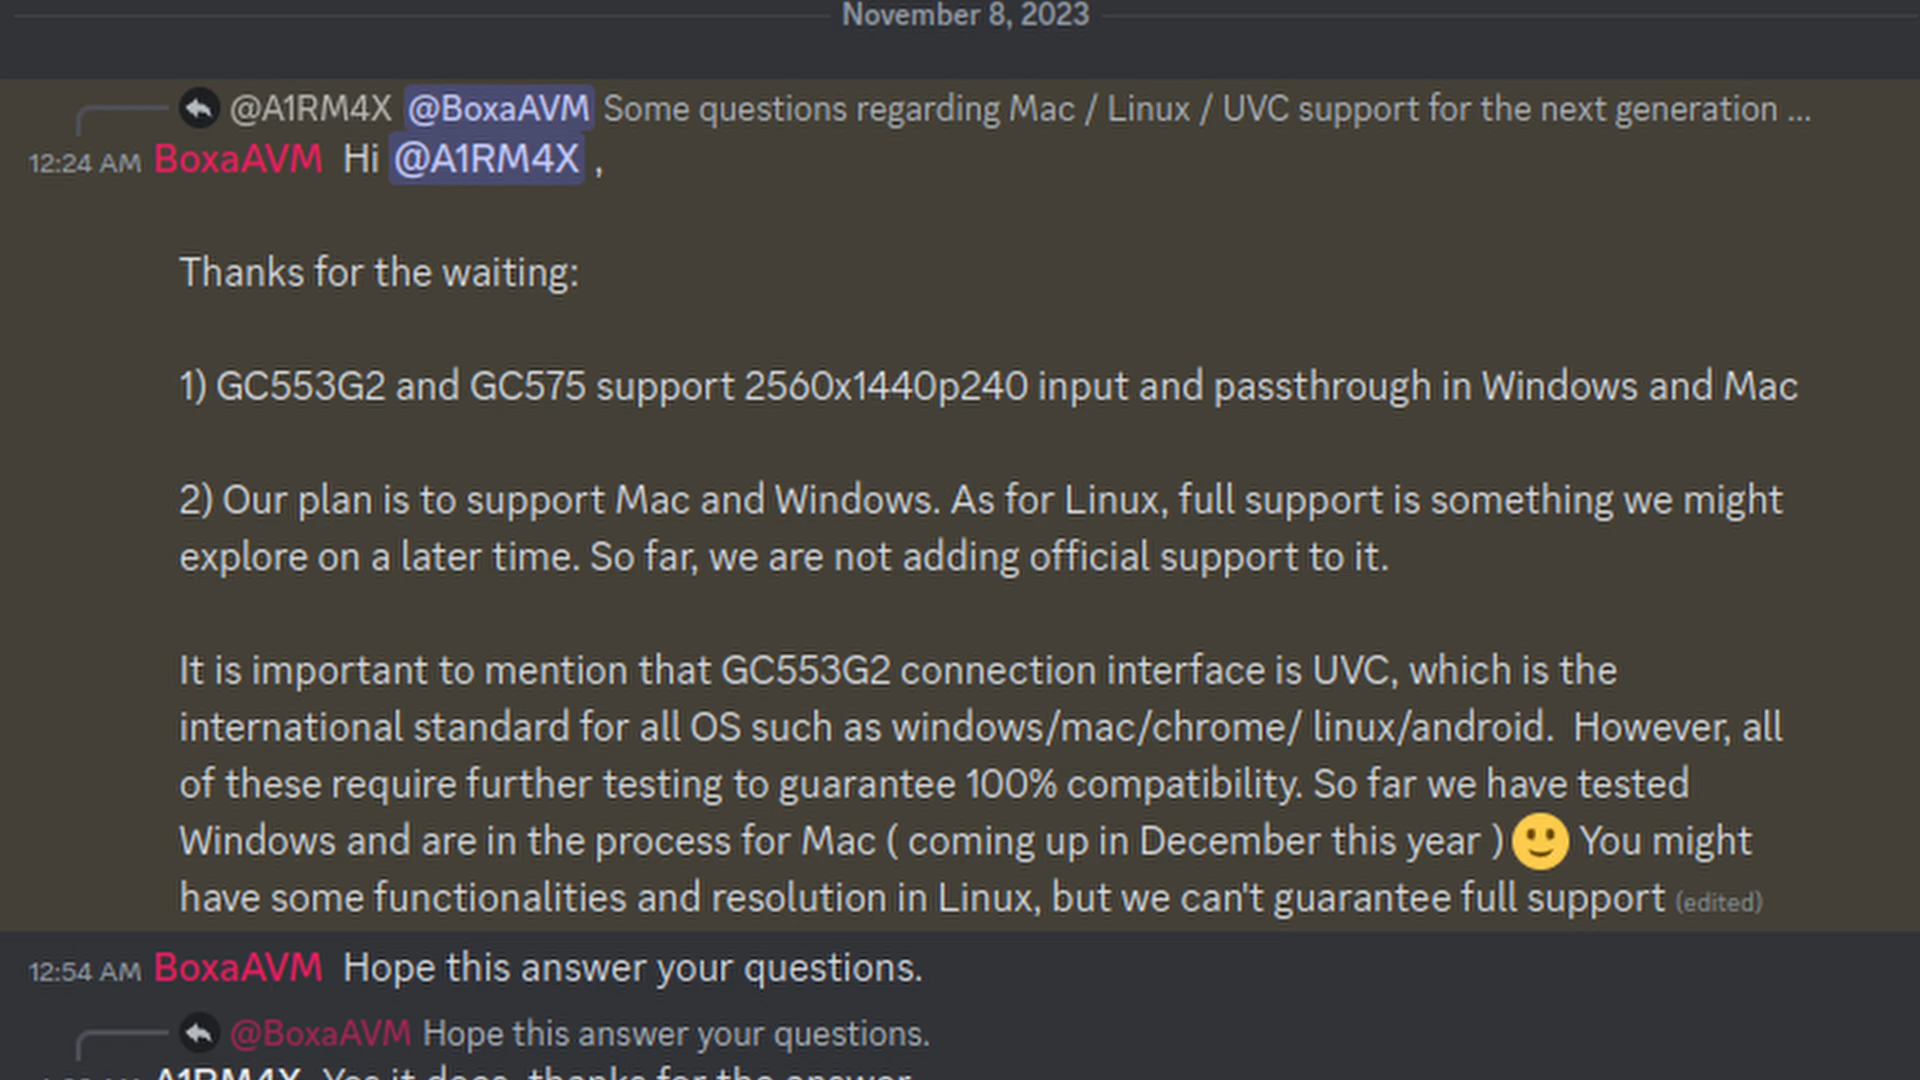 November 8, 2023
@A1RM4X @BoxaAVM Some questions regarding Mac / Linux / UVC support for the next generation ...
12:24 AM BoxaAVM Hi @A1RM4X ,
Thanks for the waiting:
1) GC553G2 and GC575 support 2560x1440p240 input and passthrough in Windows and Mac
2) Our plan is to support Mac and Windows. As for Linux, full support is something we might
explore on a later time. So far, we are not adding official support to it.
It is important to mention that GC553G2 connection interface is UVC, which is the
international standard for all OS such as windows/mac/chrome/ linux/android.  However, all
of these require further testing to guarantee 100% compatibility. So far we have tested
Windows and are in the process for Mac ( coming up in December this year ) 🙂 You might
have some functionalities and resolution in Linux, but we can't guarantee full support (edited)
12:54 AM BoxaAVM Hope this answer your questions.
@BoxaAVM Hope this answer your questions.
A1RM4X Yes it does, thanks for the answer